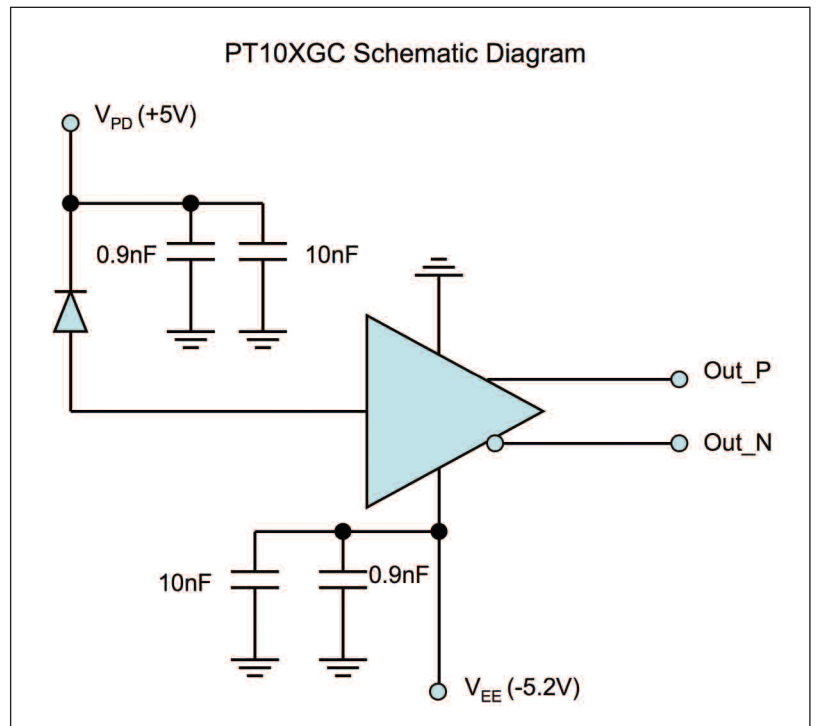 PT10XGC Schematic Diagram
V_PD (+5V)
0.9nF
10nF
Out_P
Out_N
10nF
0.9nF
V_EE (-5.2V)